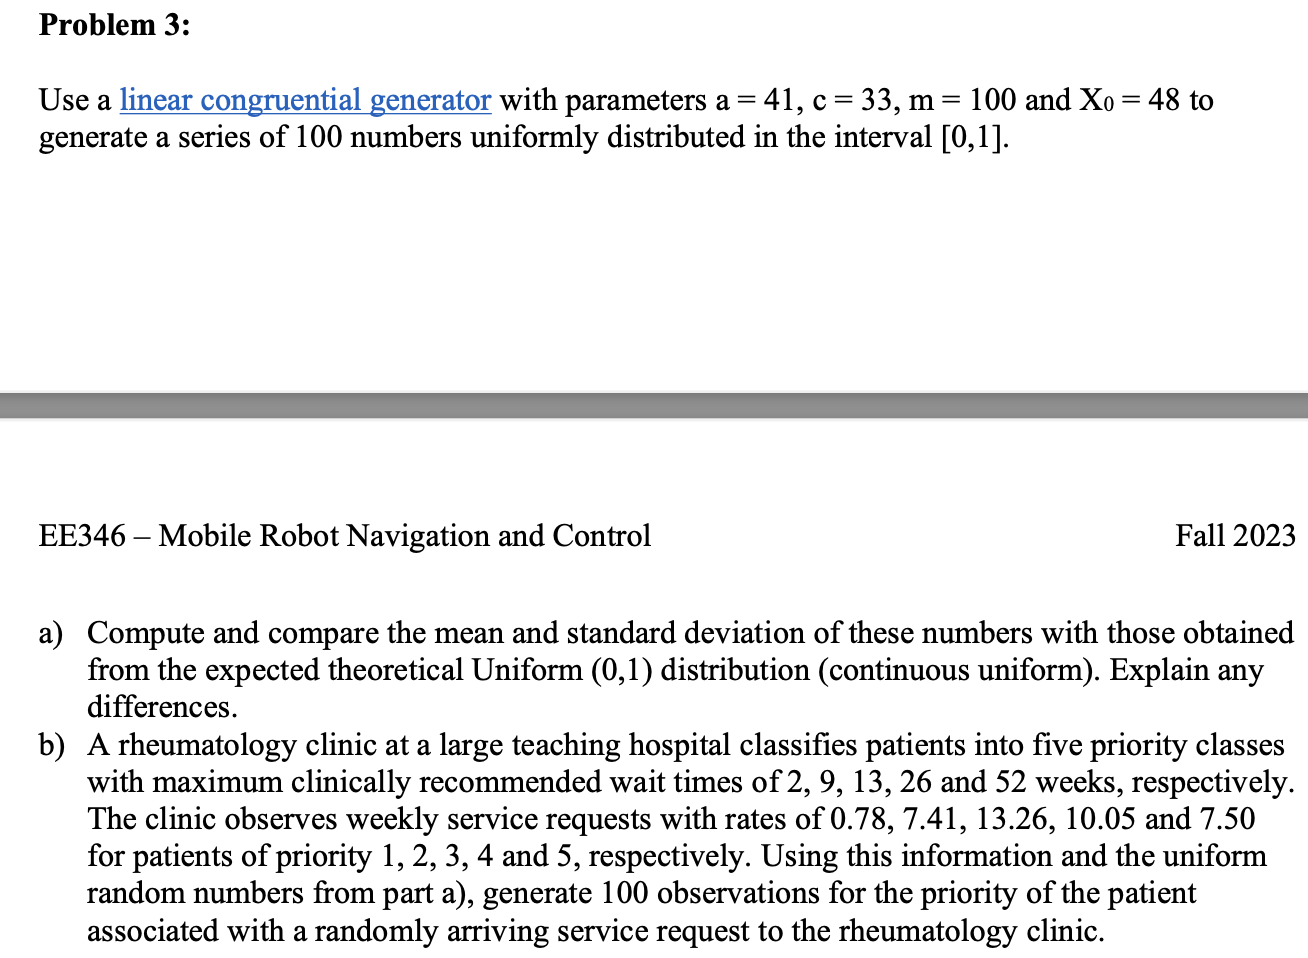 Problem 3:
Use a linear congruential generator with parameters a = 41, c = 33, m = 100 and X0 = 48 to
generate a series of 100 numbers uniformly distributed in the interval [0,1].
EE346 – Mobile Robot Navigation and Control Fall 2023
a) Compute and compare the mean and standard deviation of these numbers with those obtained
from the expected theoretical Uniform (0,1) distribution (continuous uniform). Explain any
differences.
b) A rheumatology clinic at a large teaching hospital classifies patients into five priority classes
with maximum clinically recommended wait times of 2, 9, 13, 26 and 52 weeks, respectively.
The clinic observes weekly service requests with rates of 0.78, 7.41, 13.26, 10.05 and 7.50
for patients of priority 1, 2, 3, 4 and 5, respectively. Using this information and the uniform
random numbers from part a), generate 100 observations for the priority of the patient
associated with a randomly arriving service request to the rheumatology clinic.